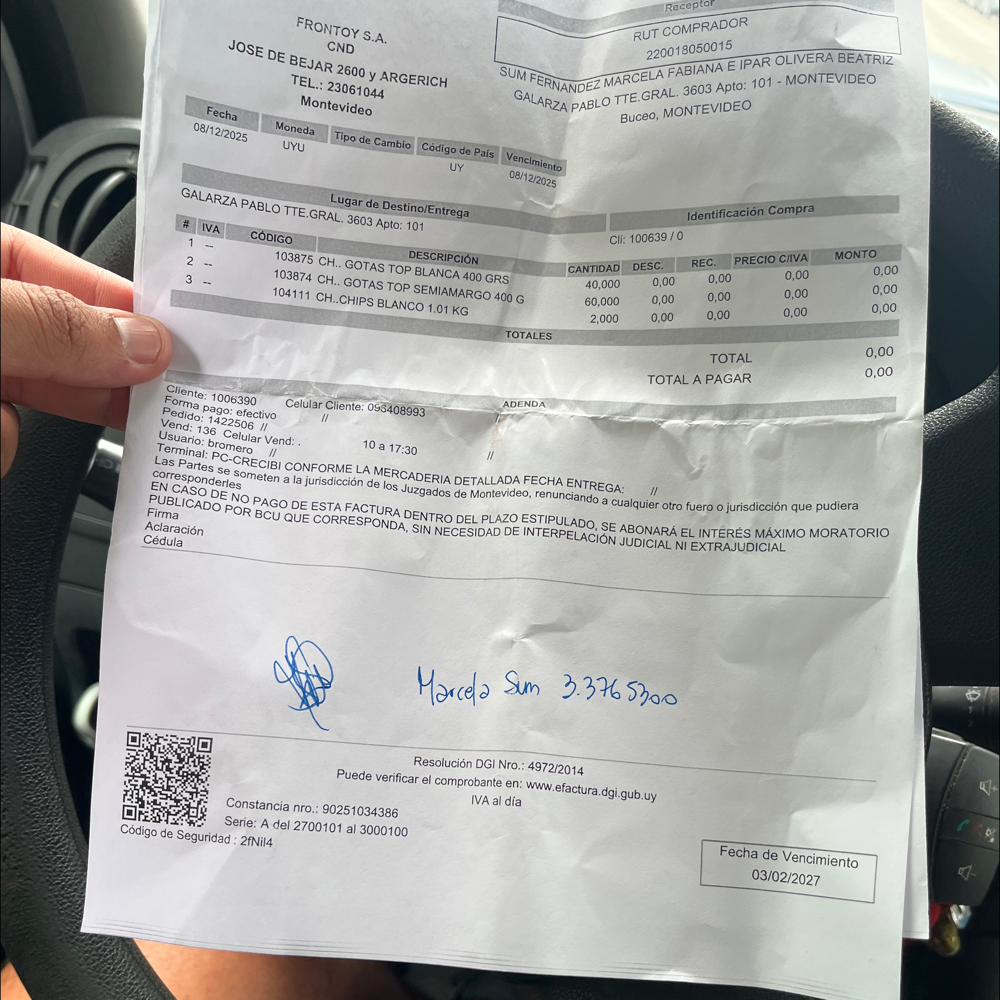 FRONTOY S.A.
CND
JOSE DE BEJAR 2600 y ARGERICH
TEL.: 23061044
Montevideo
Receptor
RUT COMPRADOR
220018050015
SUM FERNANDEZ MARCELA FABIANA E IPAR OLIVERA BEATRIZ
GALARZA PABLO TTE.GRAL. 3603 Apto: 101 - MONTEVIDEO
Buceo, MONTEVIDEO
Fecha Moneda Tipo de Cambio Código de País Vencimiento
08/12/2025 UYU UY 08/12/2025
Lugar de Destino/Entrega Identificación Compra
GALARZA PABLO TTE.GRAL. 3603 Apto: 101 Cli: 100639 / 0
# IVA CÓDIGO DESCRIPCIÓN CANTIDAD DESC. REC. PRECIO C/IVA MONTO
1 -- 103875 CH.. GOTAS TOP BLANCA 400 GRS 40,000 0,00 0,00 0,00 0,00
2 -- 103874 CH.. GOTAS TOP SEMIAMARGO 400 G 60,000 0,00 0,00 0,00 0,00
3 -- 104111 CH..CHIPS BLANCO 1.01 KG 2,000 0,00 0,00 0,00 0,00
TOTALES
TOTAL 0,00
TOTAL A PAGAR 0,00
ADENDA
Cliente: 1006390 Celular Cliente: 093408993
Forma pago: efectivo //
Pedido: 1422506 //
Vend: 136 Celular Vend: . 10 a 17:30 //
Usuario: bromero //
Terminal: PC-CRECIBI CONFORME LA MERCADERIA DETALLADA FECHA ENTREGA: //
Las Partes se someten a la jurisdicción de los Juzgados de Montevideo, renunciando a cualquier otro fuero o jurisdicción que pudiera
corresponderles
EN CASO DE NO PAGO DE ESTA FACTURA DENTRO DEL PLAZO ESTIPULADO, SE ABONARÁ EL INTERÉS MÁXIMO MORATORIO
PUBLICADO POR BCU QUE CORRESPONDA, SIN NECESIDAD DE INTERPELACIÓN JUDICIAL NI EXTRAJUDICIAL
Firma
Aclaración
Cédula
Marcela Sum 3.3765300
Resolución DGI Nro.: 4972/2014
Puede verificar el comprobante en: www.efactura.dgi.gub.uy
IVA al día
Constancia nro.: 90251034386
Serie: A del 2700101 al 3000100
Código de Seguridad : 2fNil4
Fecha de Vencimiento
03/02/2027